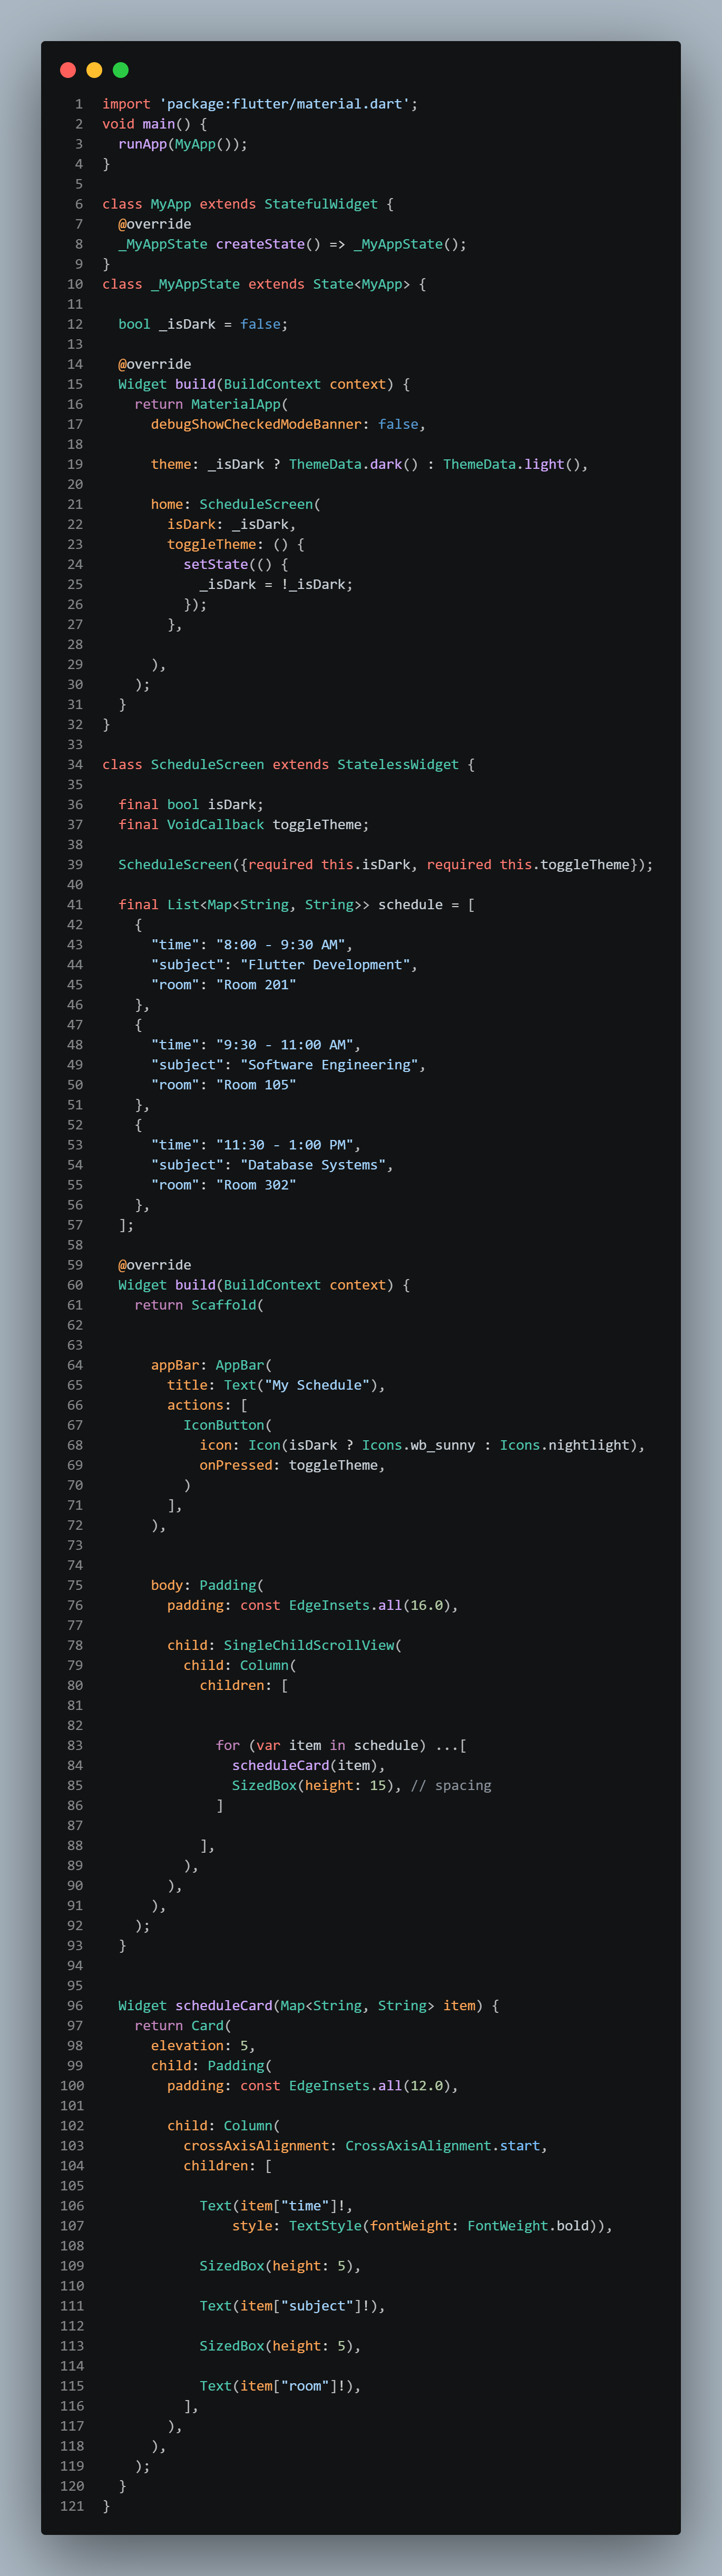 1 import 'package:flutter/material.dart';
2 void main() {
3   runApp(MyApp());
4 }
5
6 class MyApp extends StatefulWidget {
7   @override
8   _MyAppState createState() => _MyAppState();
9 }
10 class _MyAppState extends State<MyApp> {
11
12   bool _isDark = false;
13
14   @override
15   Widget build(BuildContext context) {
16     return MaterialApp(
17       debugShowCheckedModeBanner: false,
18
19       theme: _isDark ? ThemeData.dark() : ThemeData.light(),
20
21       home: ScheduleScreen(
22         isDark: _isDark,
23         toggleTheme: () {
24           setState(() {
25             _isDark = !_isDark;
26           });
27         },
28
29       ),
30     );
31   }
32 }
33
34 class ScheduleScreen extends StatelessWidget {
35
36   final bool isDark;
37   final VoidCallback toggleTheme;
38
39   ScheduleScreen({required this.isDark, required this.toggleTheme});
40
41   final List<Map<String, String>> schedule = [
42     {
43       "time": "8:00 - 9:30 AM",
44       "subject": "Flutter Development",
45       "room": "Room 201"
46     },
47     {
48       "time": "9:30 - 11:00 AM",
49       "subject": "Software Engineering",
50       "room": "Room 105"
51     },
52     {
53       "time": "11:30 - 1:00 PM",
54       "subject": "Database Systems",
55       "room": "Room 302"
56     },
57   ];
58
59   @override
60   Widget build(BuildContext context) {
61     return Scaffold(
62
63
64       appBar: AppBar(
65         title: Text("My Schedule"),
66         actions: [
67           IconButton(
68             icon: Icon(isDark ? Icons.wb_sunny : Icons.nightlight),
69             onPressed: toggleTheme,
70           )
71         ],
72       ),
73
74
75       body: Padding(
76         padding: const EdgeInsets.all(16.0),
77
78         child: SingleChildScrollView(
79           child: Column(
80             children: [
81
82
83               for (var item in schedule) ...[
84                 scheduleCard(item),
85                 SizedBox(height: 15), // spacing
86               ]
87
88             ],
89           ),
90         ),
91       ),
92     );
93   }
94
95
96   Widget scheduleCard(Map<String, String> item) {
97     return Card(
98       elevation: 5,
99       child: Padding(
100         padding: const EdgeInsets.all(12.0),
101
102         child: Column(
103           crossAxisAlignment: CrossAxisAlignment.start,
104           children: [
105
106             Text(item["time"]!,
107                 style: TextStyle(fontWeight: FontWeight.bold)),
108
109             SizedBox(height: 5),
110
111             Text(item["subject"]!),
112
113             SizedBox(height: 5),
114
115             Text(item["room"]!),
116           ],
117         ),
118       ),
119     );
120   }
121 }